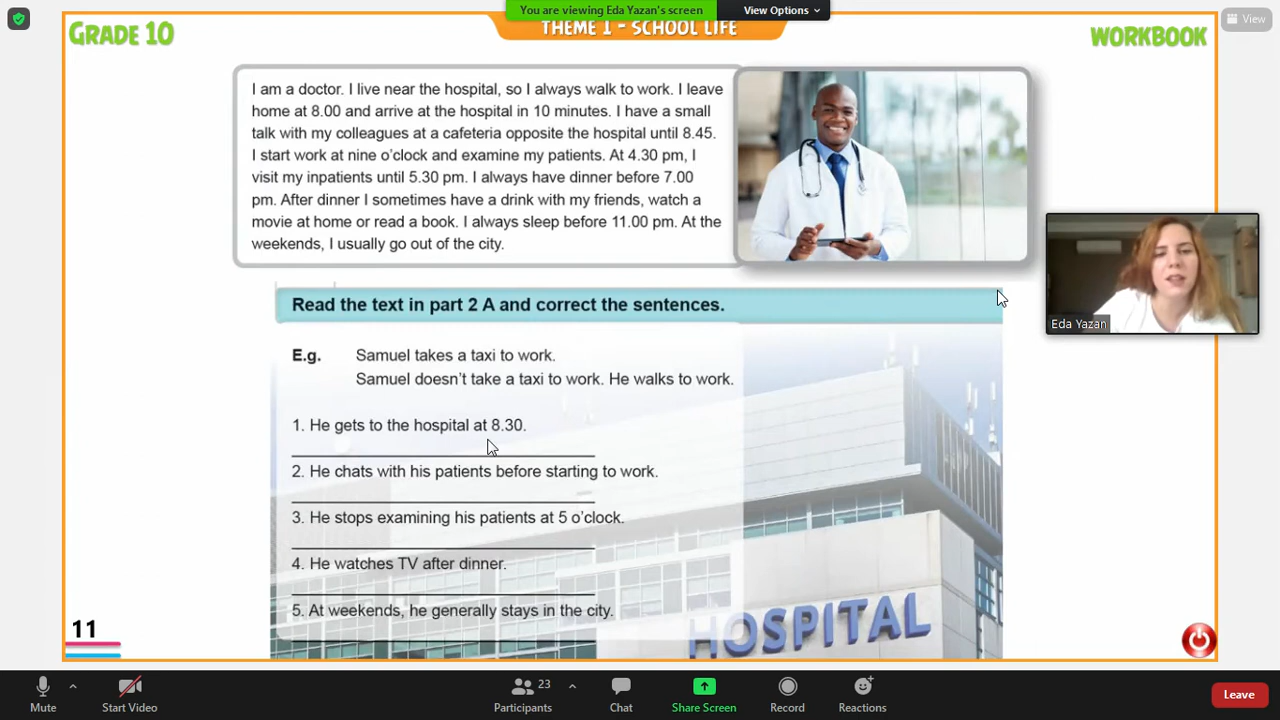 You are viewing Eda Yazan's screen
View Options
View
GRADE 10
THEME 1 - SCHOOL LIFE
WORKBOOK
I am a doctor. I live near the hospital, so I always walk to work. I leave
home at 8.00 and arrive at the hospital in 10 minutes. I have a small
talk with my colleagues at a cafeteria opposite the hospital until 8.45.
I start work at nine o'clock and examine my patients. At 4.30 pm, I
visit my inpatients until 5.30 pm. I always have dinner before 7.00
pm. After dinner I sometimes have a drink with my friends, watch a
movie at home or read a book. I always sleep before 11.00 pm. At the
weekends, I usually go out of the city.
Eda Yazan
Read the text in part 2 A and correct the sentences.
E.g. Samuel takes a taxi to work.
Samuel doesn't take a taxi to work. He walks to work.
1. He gets to the hospital at 8.30.
2. He chats with his patients before starting to work.
3. He stops examining his patients at 5 o'clock.
4. He watches TV after dinner.
5. At weekends, he generally stays in the city.
HOSPITAL
11
Mute
Start Video
23
Participants
Chat
Share Screen
Record
Reactions
Leave